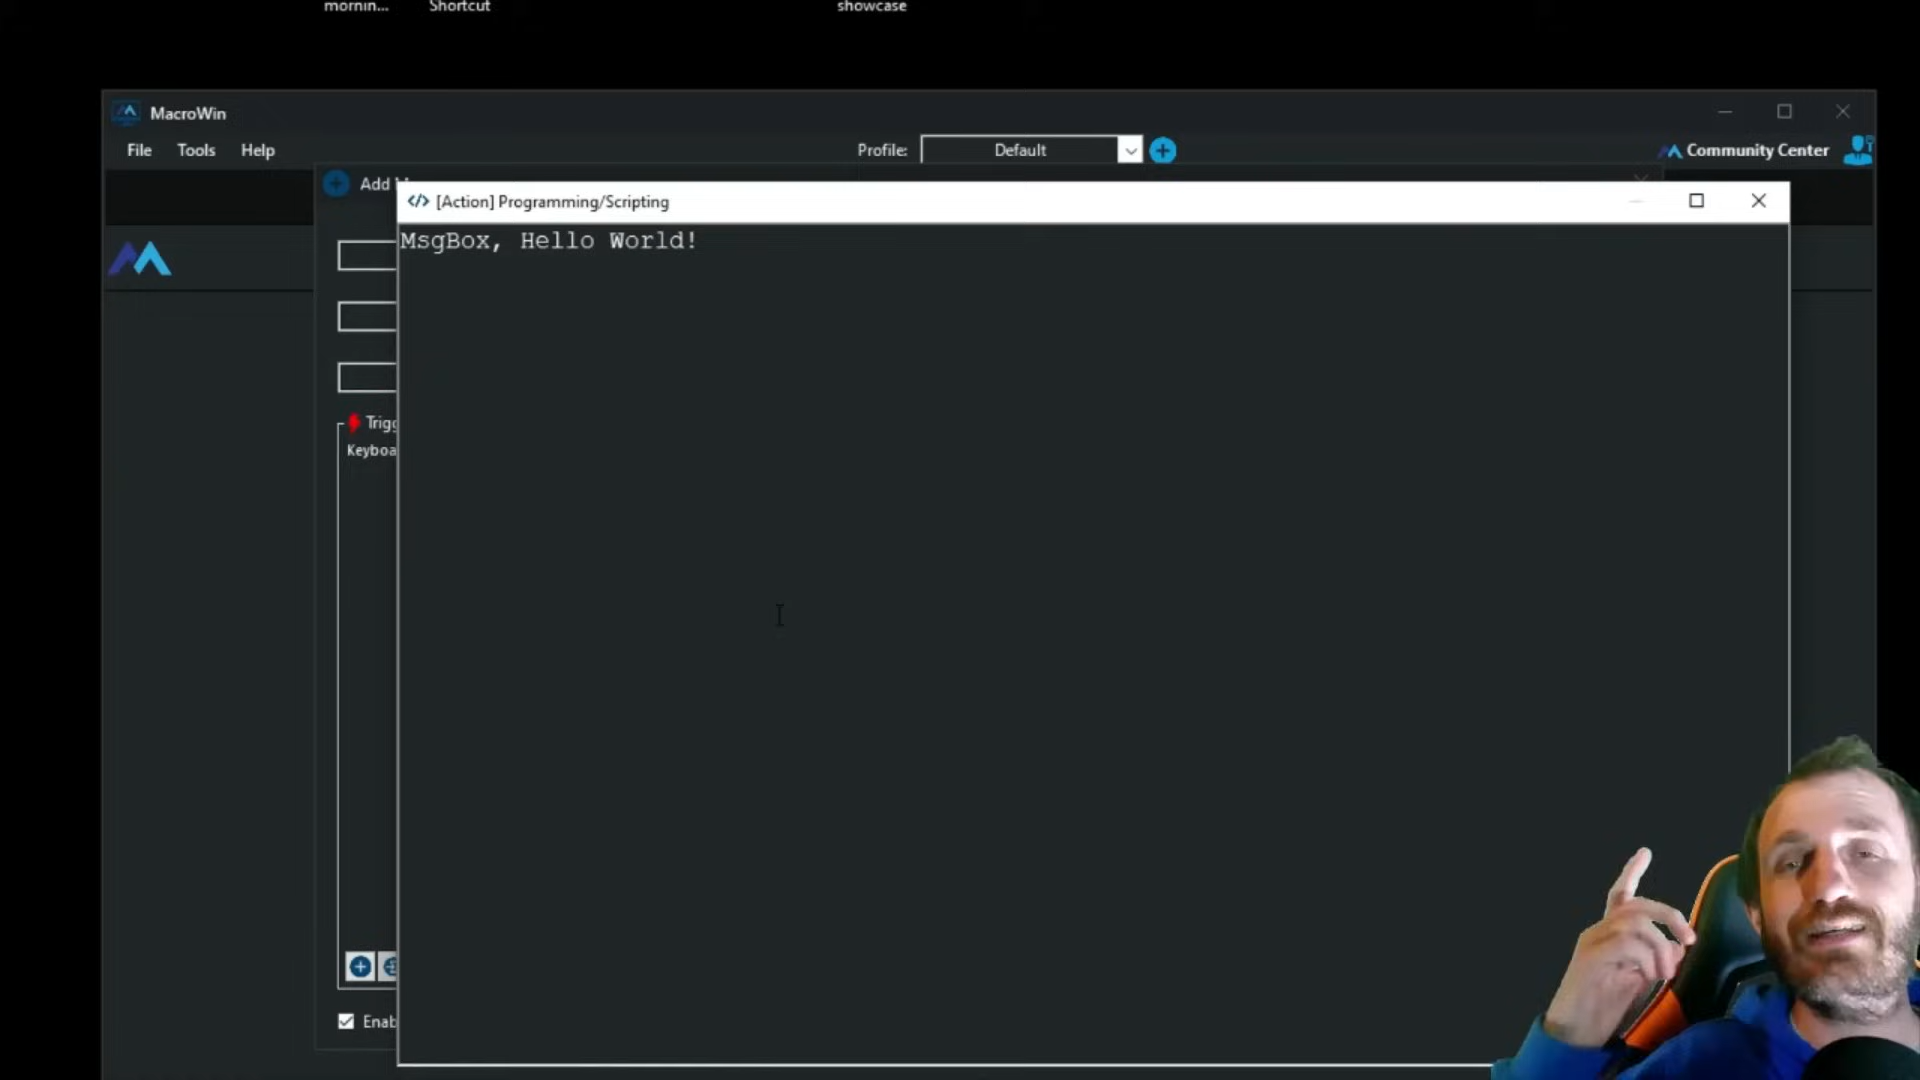 mornin...
Shortcut
showcase
MacroWin
File Tools Help
Profile: Default
Community Center
Add
</> [Action] Programming/Scripting
MsgBox, Hello World!
Trigg
Keyboa
Enab